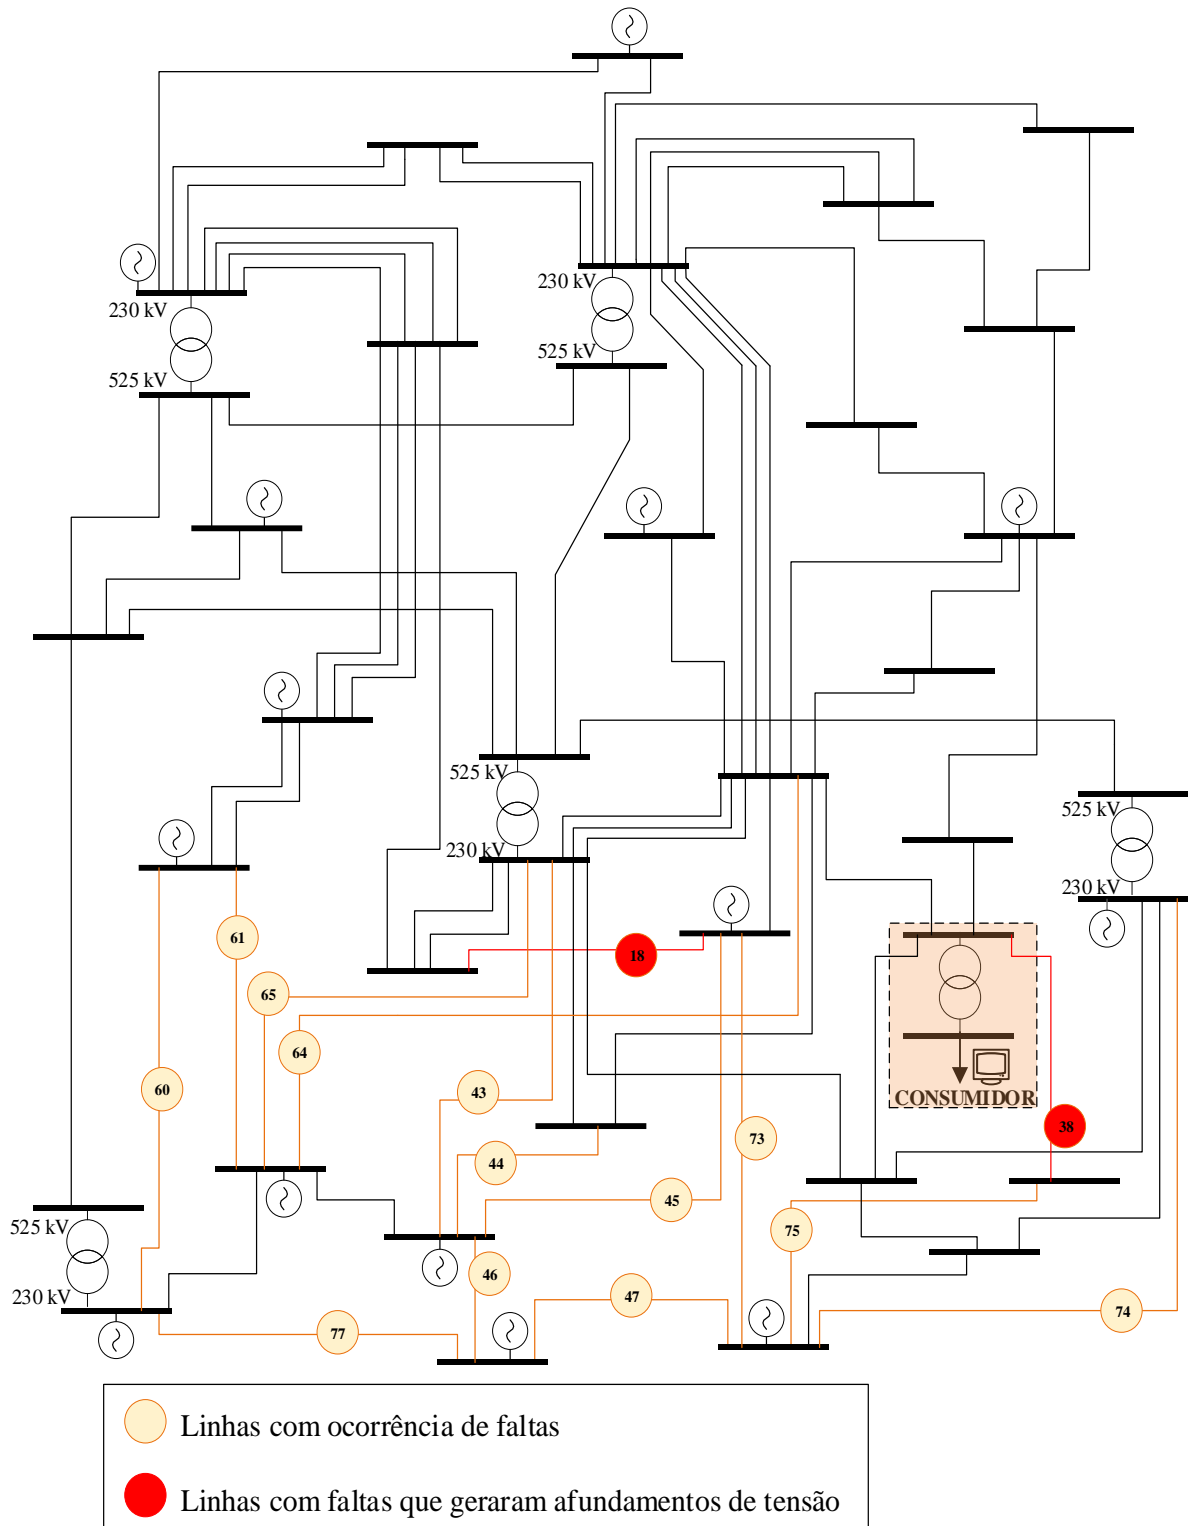 230 kV
525 kV
230 kV
525 kV
525 kV
230 kV
525 kV
230 kV
61
18
65
64
60
43
CONSUMIDOR
38
73
44
45
75
525 kV
46
230 kV
47
74
77
Linhas com ocorrência de faltas
Linhas com faltas que geraram afundamentos de tensão